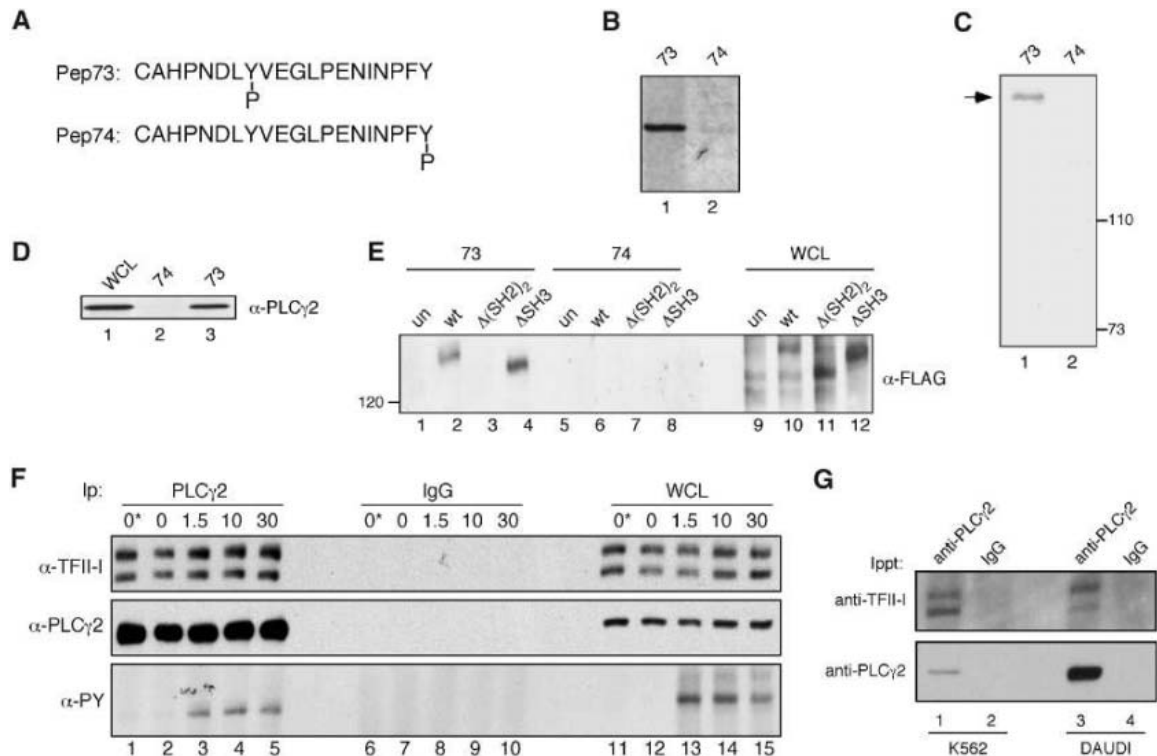 A
Pep73: CAHPNDLYVEGLPENINPFY
P
Pep74: CAHPNDLYVEGLPENINPFY
P
B
73 74
1 2
C
73 74
110
73
1 2
D
WCL 74 73
α-PLCγ2
1 2 3
E
73 74 WCL
un wt Δ(SH2)₂ ΔSH3 un wt Δ(SH2)₂ ΔSH3 un wt Δ(SH2)₂ ΔSH3
α-FLAG
120
1 2 3 4 5 6 7 8 9 10 11 12
F
Ip: PLCγ2 IgG WCL
0* 0 1.5 10 30 0* 0 1.5 10 30 0* 0 1.5 10 30
α-TFII-I
α-PLCγ2
α-PY
1 2 3 4 5 6 7 8 9 10 11 12 13 14 15
G
Ippt: anti-PLCγ2 IgG anti-PLCγ2 IgG
anti-TFII-I
anti-PLCγ2
1 2 3 4
K562 DAUDI